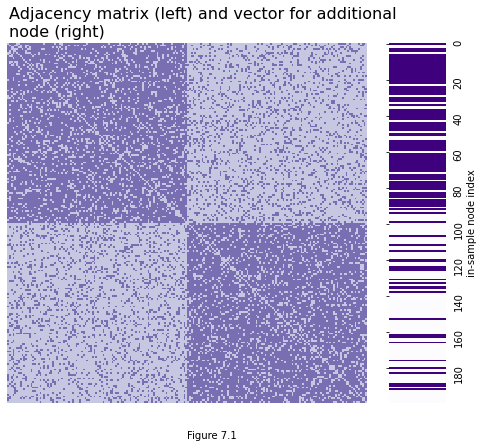 Adjacency matrix (left) and vector for additional
node (right)
0
20
40
60
80
100
120
140
160
180
in-sample node index
Figure 7.1